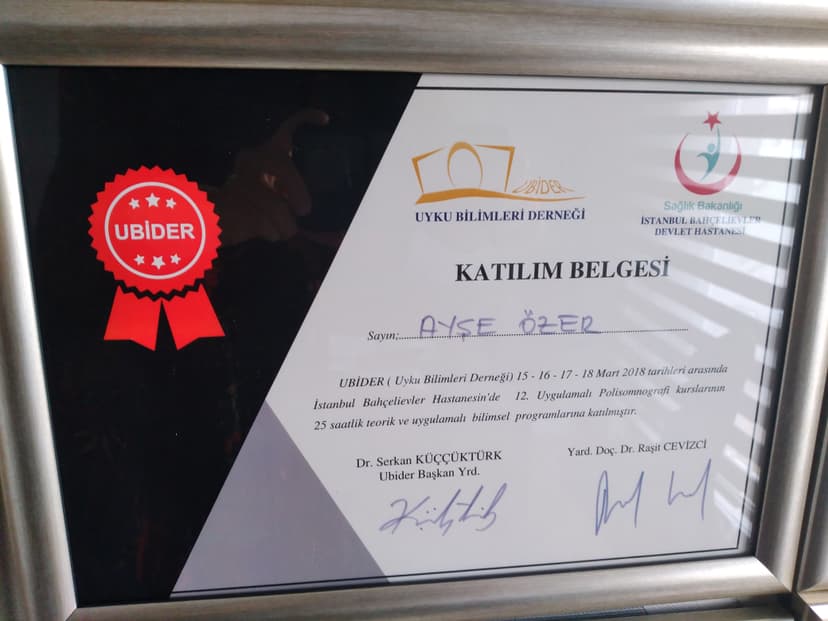 UBİDER
UBİDER
UYKU BİLİMLERİ DERNEĞİ
Sağlık Bakanlığı
İSTANBUL BAHÇELİEVLER
DEVLET HASTANESİ
KATILIM BELGESİ
Sayın;.....AYŞE ÖZER.....
UBİDER ( Uyku Bilimleri Derneği) 15 - 16 - 17 - 18 Mart 2018 tarihleri arasında
İstanbul Bahçelievler Hastanesin'de 12. Uygulamalı Polisomnografi kurslarının
25 saatlik teorik ve uygulamalı bilimsel programlarına katılmıştır.
Dr. Serkan KÜÇÇÜKTÜRK
Ubider Başkan Yrd.
Yard. Doç. Dr. Raşit CEVİZCİ